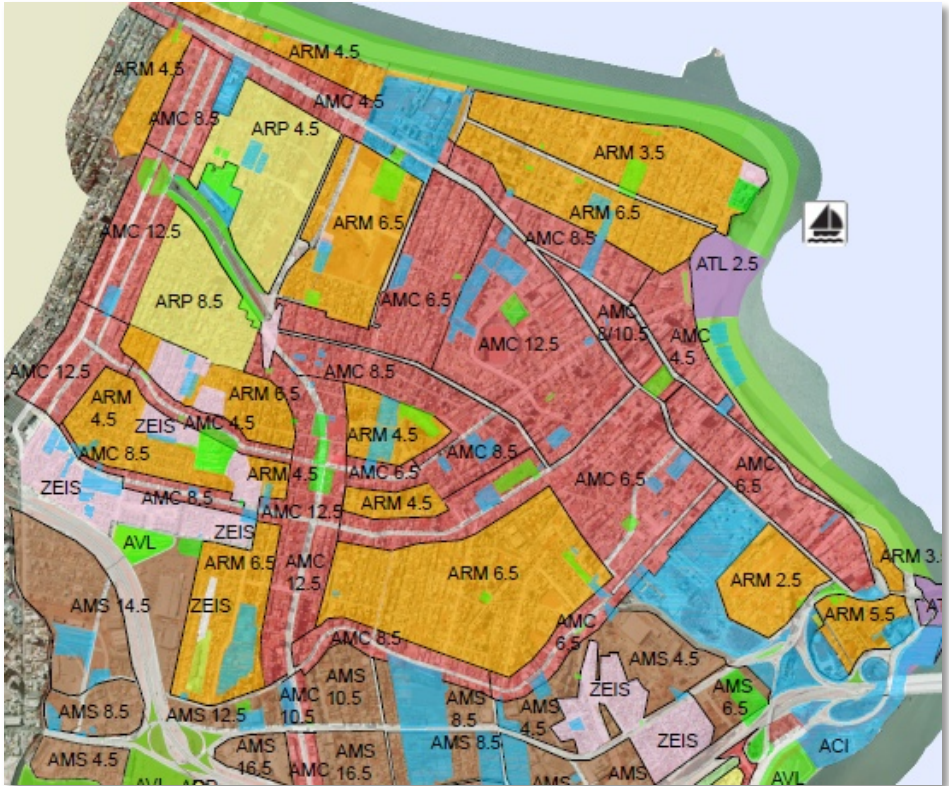 ARM 4.5
ARM 4.5
AMC 4.5
AMC 8.5
ARP 4.5
ARM 3.5
ARM 6.5
ARM 6.5
AMC 12.5
AMC 8.5
ATL 2.5
ARP 8.5
AMC 6.5
AMC
8/10.5
AMC
4.5
AMC 12.5
AMC 12.5
AMC 8.5
ARM
4.5
ARM 6.5
AMC 4.5
ZEIS
ARM 4.5
AMC 8.5
AMC 8.5
ARM 4.5
AMC 6.5
AMC 6.5
AMC
6.5
ZEIS
AMC 8.5
ARM 4.5
AMC 12.5
ZEIS
AVL
ARM 6.5
AMC
12.5
ARM 6.5
ARM 3.
ARM 2.5
AMS 14.5
ZEIS
ARM 5.5
AMC 8.5
AMC
6.5
AMS 4.5
AMS
10.5
ZEIS
AMS
6.5
AMS 8.5
AMS 12.5
AMC
10.5
AMS
8.5
AMS
4.5
AMS 8.5
ZEIS
ACI
AMS 4.5
AMS
16.5
AMS
16.5
AMC
AMS
AMS
AVL
AVL